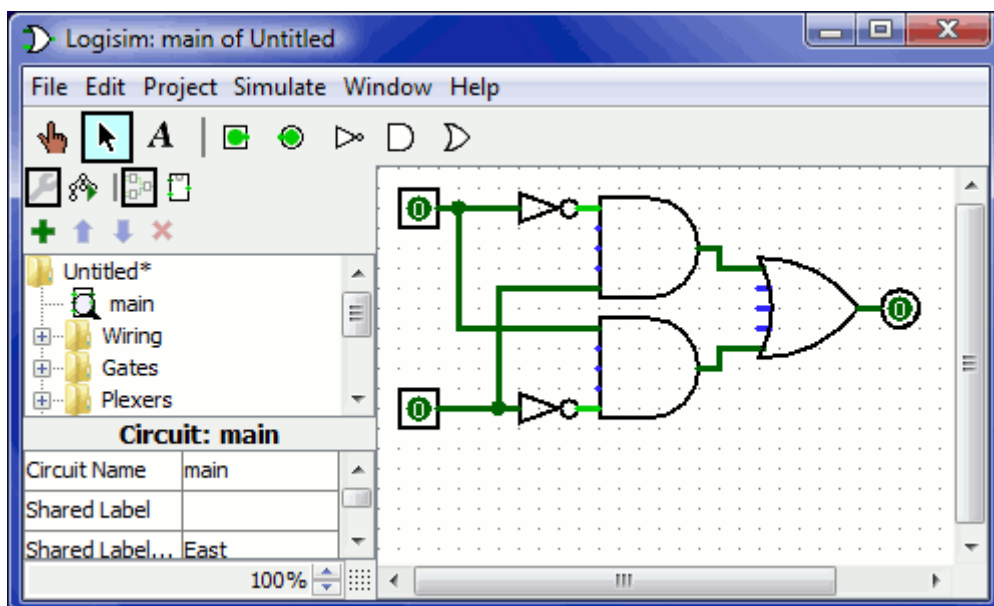 Logisim: main of Untitled
File Edit Project Simulate Window Help
A
Untitled*
main
Wiring
Gates
Plexers
Circuit: main
Circuit Name main
Shared Label
Shared Label... East
100%
0
0
0